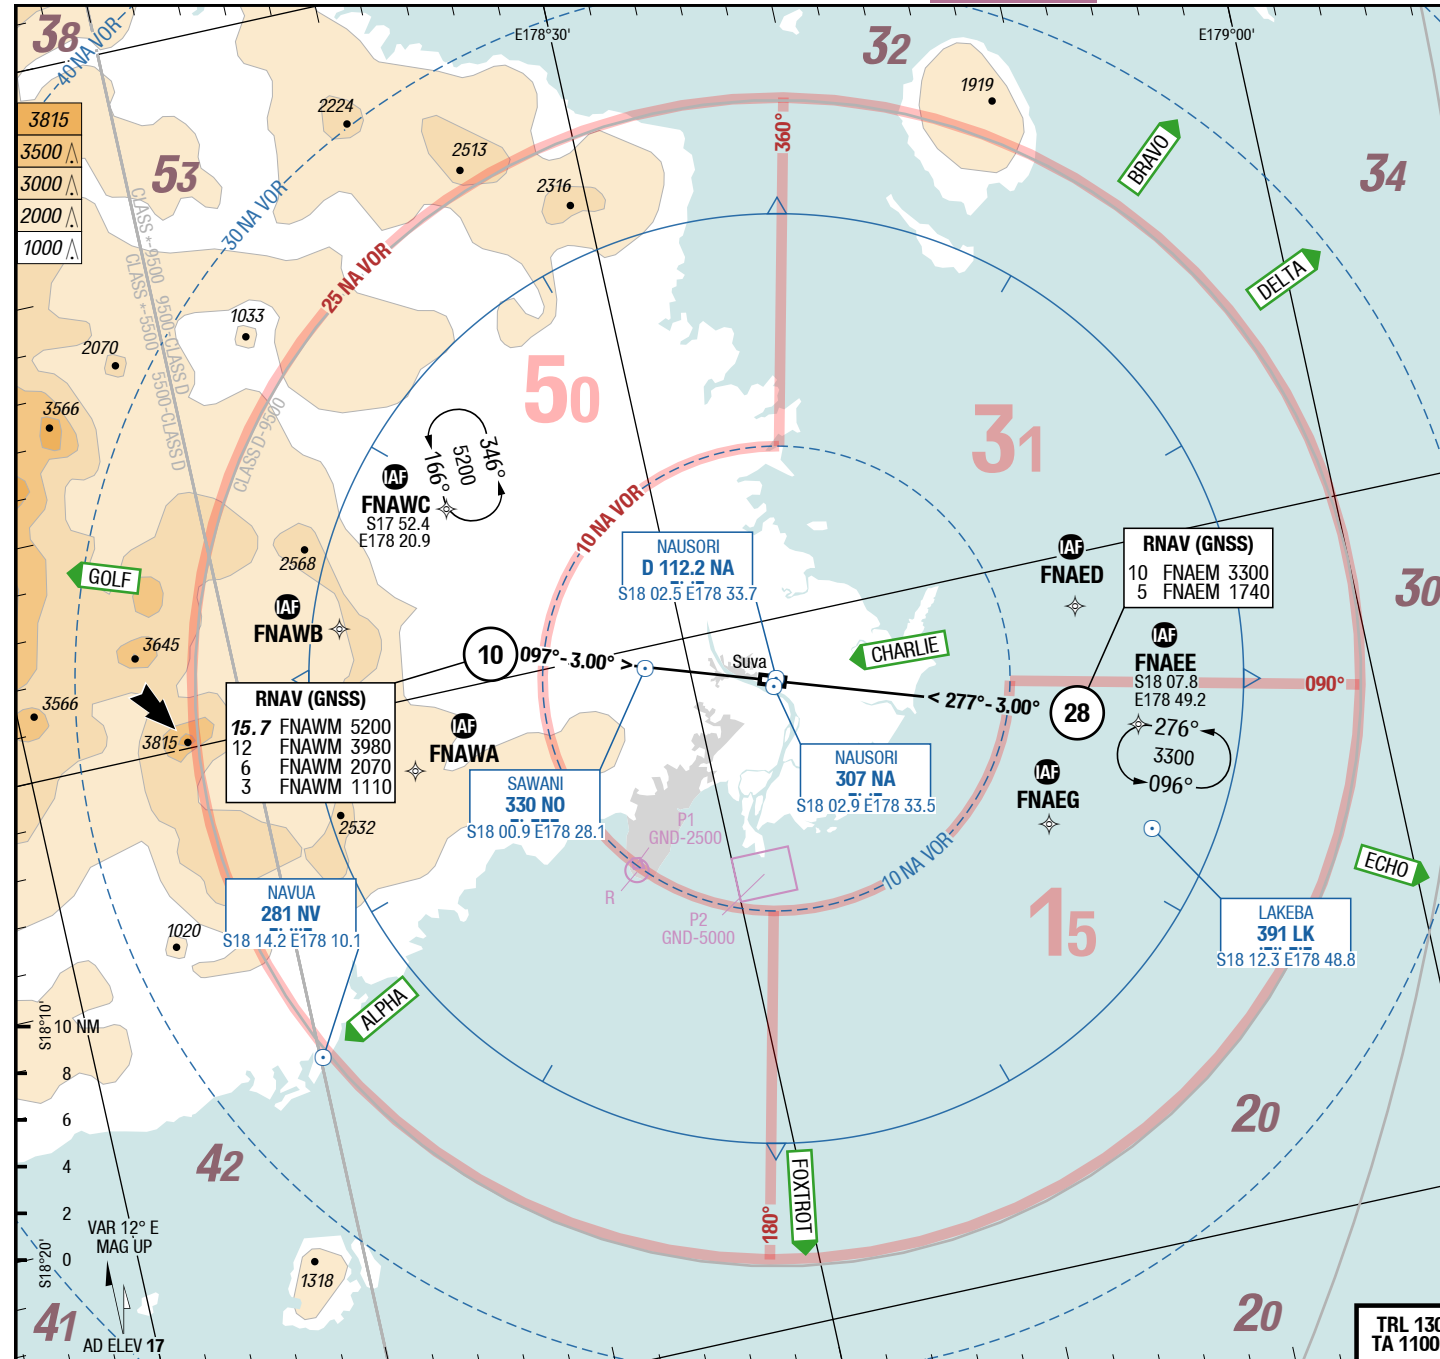 38
40 NA VOR
E178°30'
32
E179°00'
3815
3500
3000
2000
1000
53
2224
2513
2316
1919
360°
BRAVO
34
30 NA VOR
25 NA VOR
DELTA
CLASS *-9500 9500-CLASS D
CLASS *-5500 5500-CLASS D
CLASS D-9500
1033
2070
3566
50
31
IAF
FNAWC
S17 52.4
E178 20.9
166°
5200
346°
10 NA VOR
2568
GOLF
IAF
FNAWB
NAUSORI
D 112.2 NA
S18 02.5 E178 33.7
IAF
FNAED
RNAV (GNSS)
10 FNAEM 3300
5 FNAEM 1740
30
3645
3566
3815
10
097°- 3.00° >
Suva
CHARLIE
IAF
FNAEE
S18 07.8
E178 49.2
090°
RNAV (GNSS)
15.7 FNAWM 5200
12 FNAWM 3980
6 FNAWM 2070
3 FNAWM 1110
IAF
FNAWA
< 277°- 3.00°
28
276°
3300
096°
NAUSORI
307 NA
S18 02.9 E178 33.5
SAWANI
330 NO
S18 00.9 E178 28.1
IAF
FNAEG
2532
P1
GND-2500
R
P2
GND-5000
10 NA VOR
ECHO
NAVUA
281 NV
S18 14.2 E178 10.1
1020
15
LAKEBA
391 LK
S18 12.3 E178 48.8
ALPHA
S18°10'
10 NM
8
6
4
2
0
S18°20'
42
20
FOXTROT
180°
VAR 12° E
MAG UP
1318
41
AD ELEV 17
20
TRL 130
TA 1100